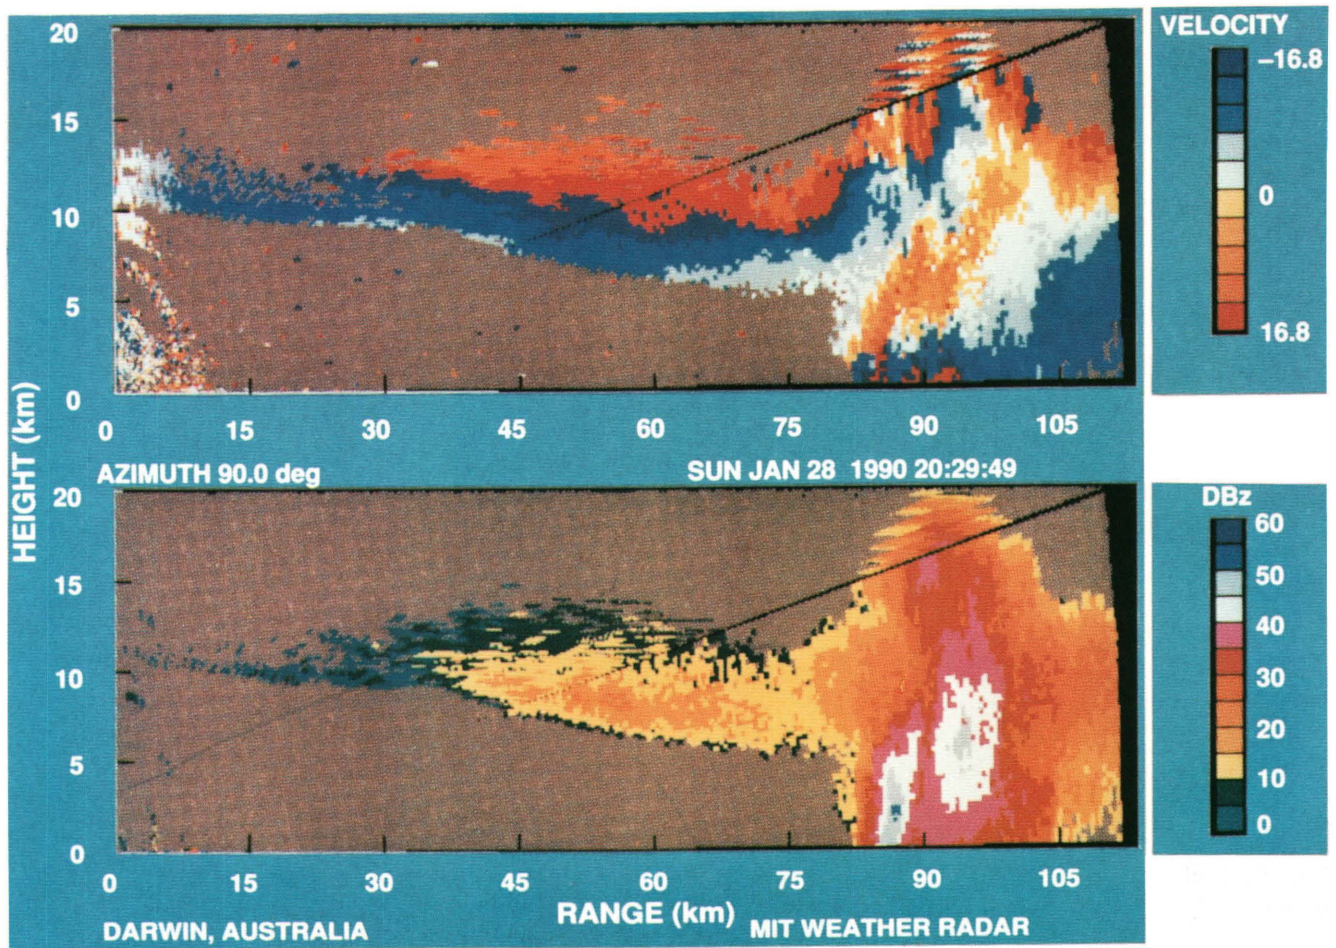 VELOCITY
20
15
10
5
0
–16.8
0
16.8
0 15 30 45 60 75 90 105
AZIMUTH 90.0 deg SUN JAN 28 1990 20:29:49
HEIGHT (km)
DBz
20
15
10
5
0
60
50
40
30
20
10
0
0 15 30 45 60 75 90 105
RANGE (km)
DARWIN, AUSTRALIA MIT WEATHER RADAR